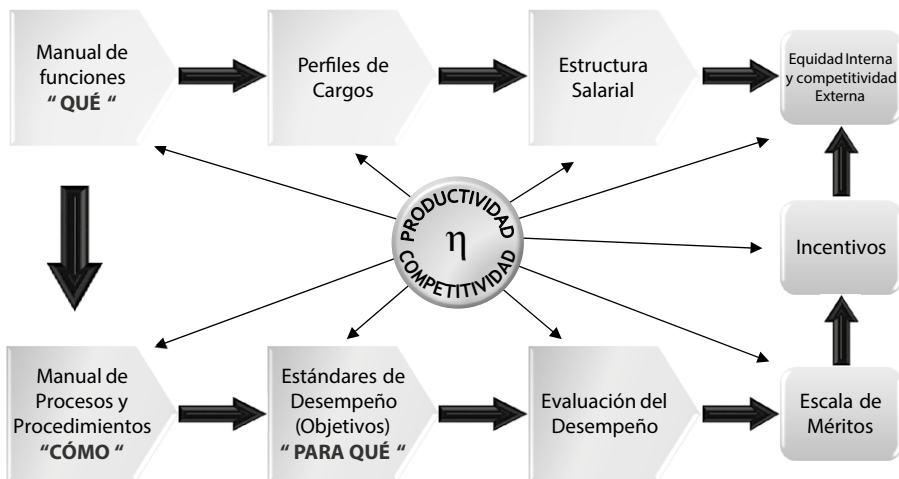 Manual de
funciones
“ QUÉ “
Perfiles de
Cargos
Estructura
Salarial
Equidad Interna
y competitividad
Externa
PRODUCTIVIDAD
η
COMPETITIVIDAD
Incentivos
Manual de
Procesos y
Procedimientos
“CÓMO “
Estándares de
Desempeño
(Objetivos)
“ PARA QUÉ “
Evaluación del
Desempeño
Escala de
Méritos